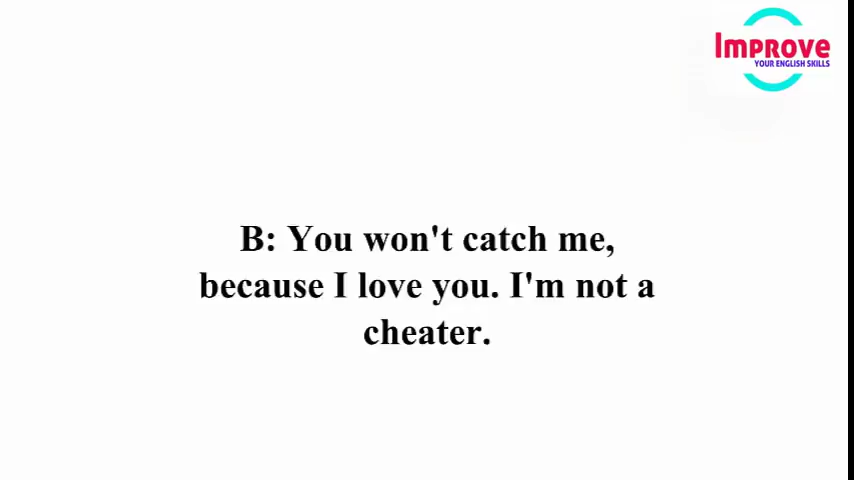 Improve
YOUR ENGLISH SKILLS
B: You won't catch me,
because I love you. I'm not a
cheater.